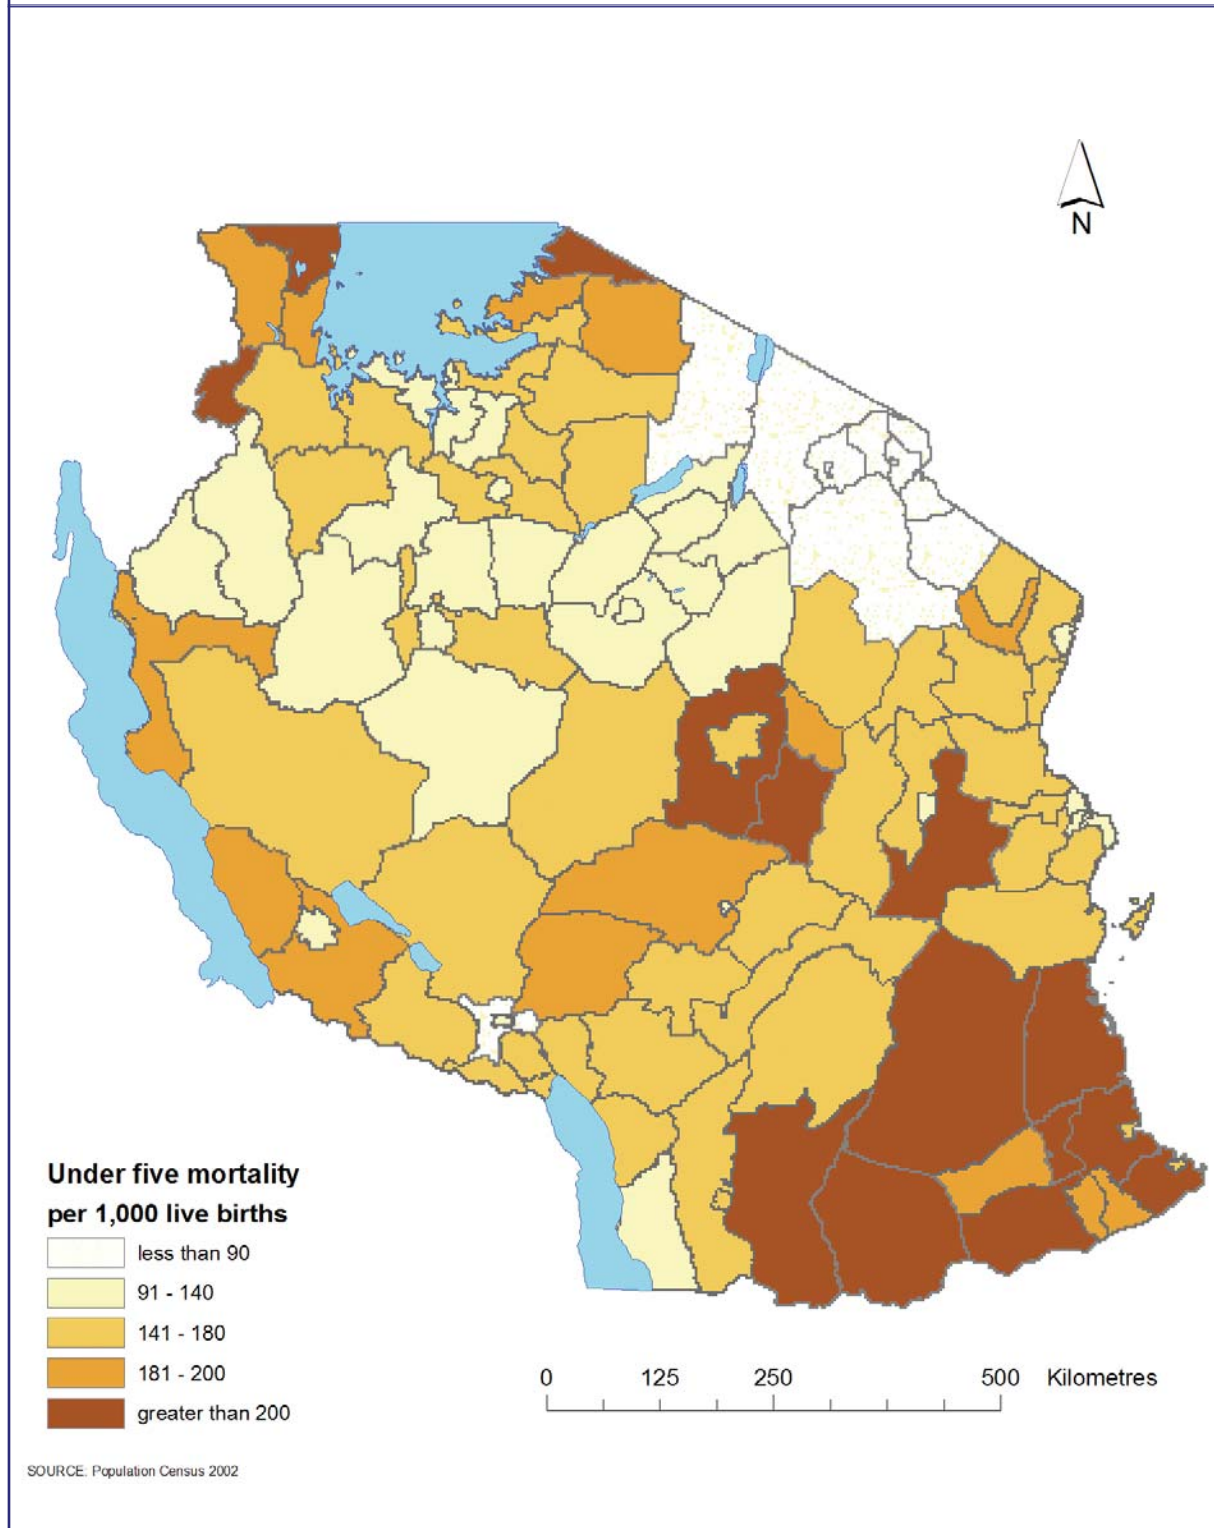 N
Under five mortality
per 1,000 live births
less than 90
91 - 140
141 - 180
181 - 200
greater than 200
0 125 250 500 Kilometres
SOURCE: Population Census 2002